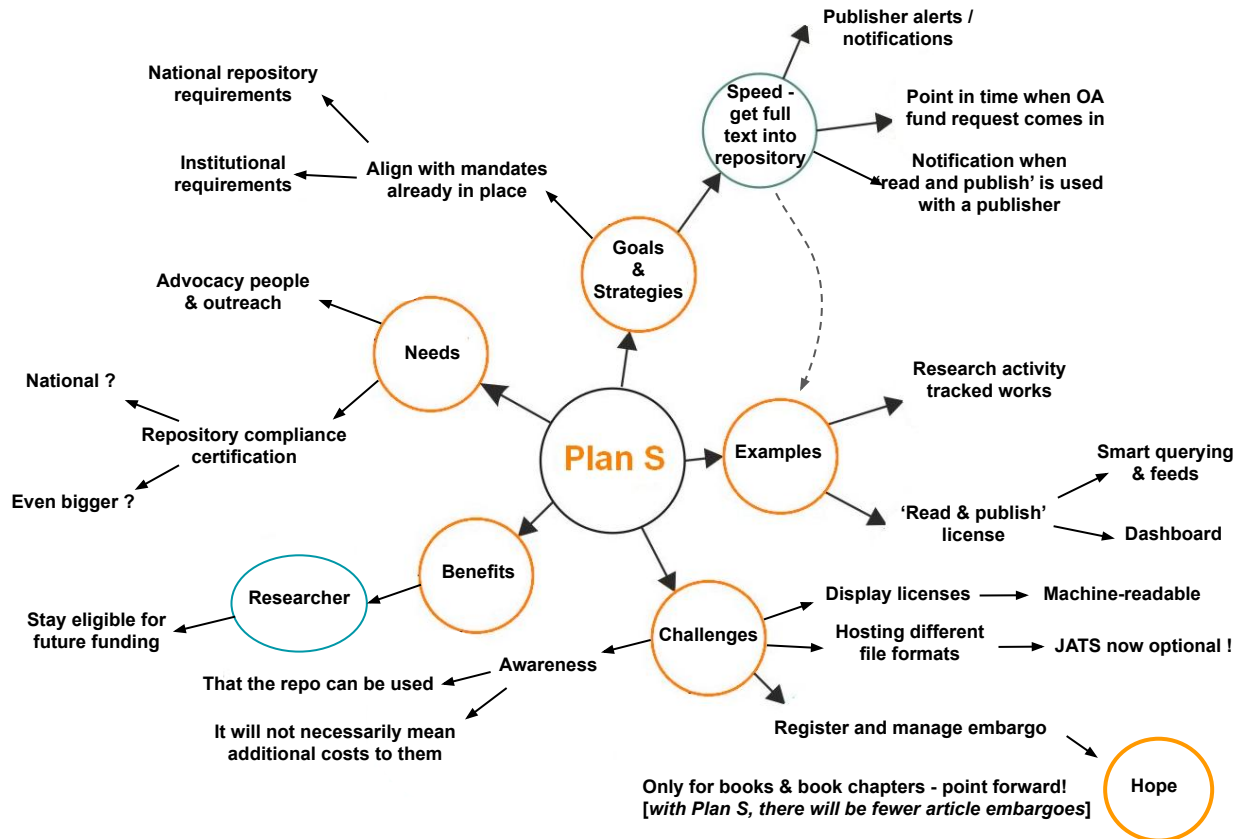 Publisher alerts /
notifications
National repository
requirements
Speed -
get full
text into
repository
Point in time when OA
fund request comes in
Institutional
requirements
Align with mandates
already in place
Notification when
‘read and publish’ is used
with a publisher
Goals
&
Strategies
Advocacy people
& outreach
Needs
National ?
Repository compliance
certification
Even bigger ?
Plan S
Examples
Research activity
tracked works
Smart querying
& feeds
‘Read & publish’
license
Dashboard
Benefits
Researcher
Stay eligible for
future funding
Challenges
Display licenses
Machine-readable
Hosting different
file formats
JATS now optional !
Awareness
That the repo can be used
It will not necessarily mean
additional costs to them
Register and manage embargo
Only for books & book chapters - point forward!
[with Plan S, there will be fewer article embargoes]
Hope